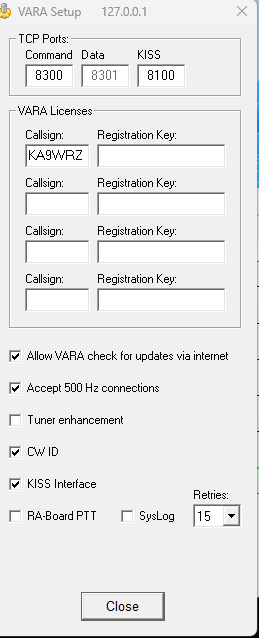 VARA Setup 127.0.0.1
TCP Ports:
Command Data KISS
8300 8301 8100
VARA Licenses
Callsign: Registration Key:
KA9WRZ
Callsign: Registration Key:
Callsign: Registration Key:
Callsign: Registration Key:
Allow VARA check for updates via internet
Accept 500 Hz connections
Tuner enhancement
CW ID
KISS Interface
Retries:
RA-Board PTT SysLog 15
Close